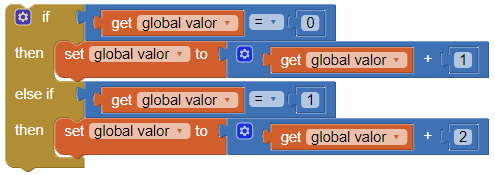 if get global valor = 0
then set global valor to get global valor + 1
else if get global valor = 1
then set global valor to get global valor + 2